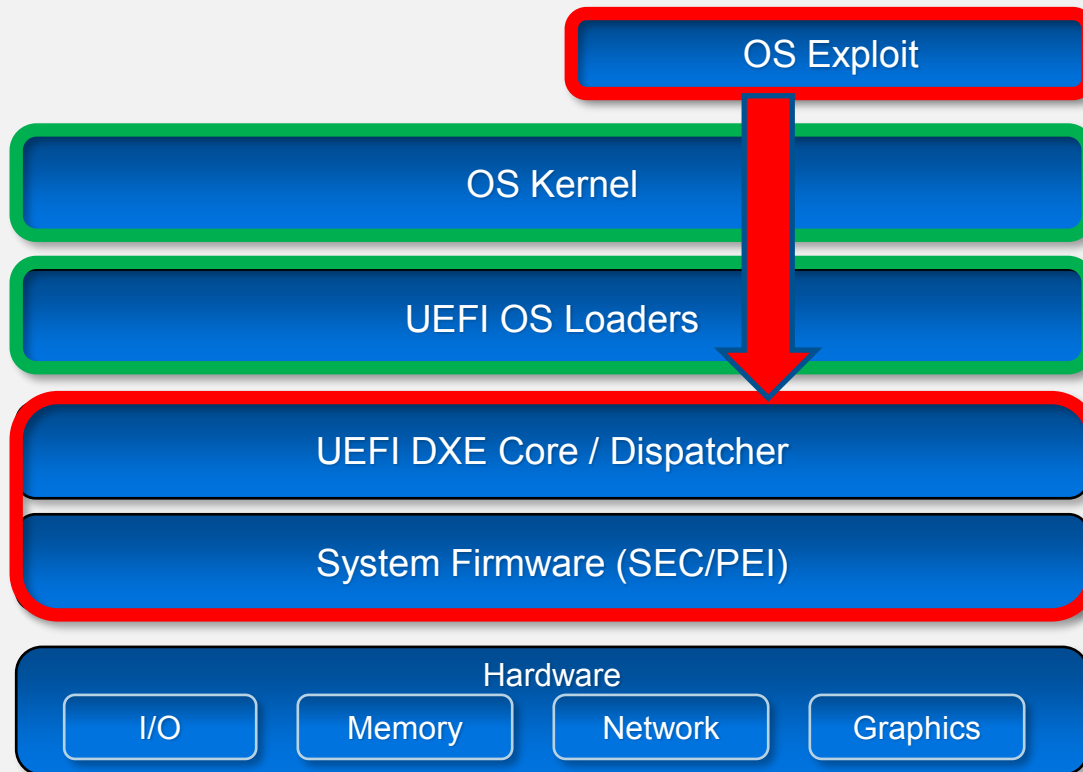 OS Exploit
OS Kernel
UEFI OS Loaders
UEFI DXE Core / Dispatcher
System Firmware (SEC/PEI)
Hardware
I/O
Memory
Network
Graphics